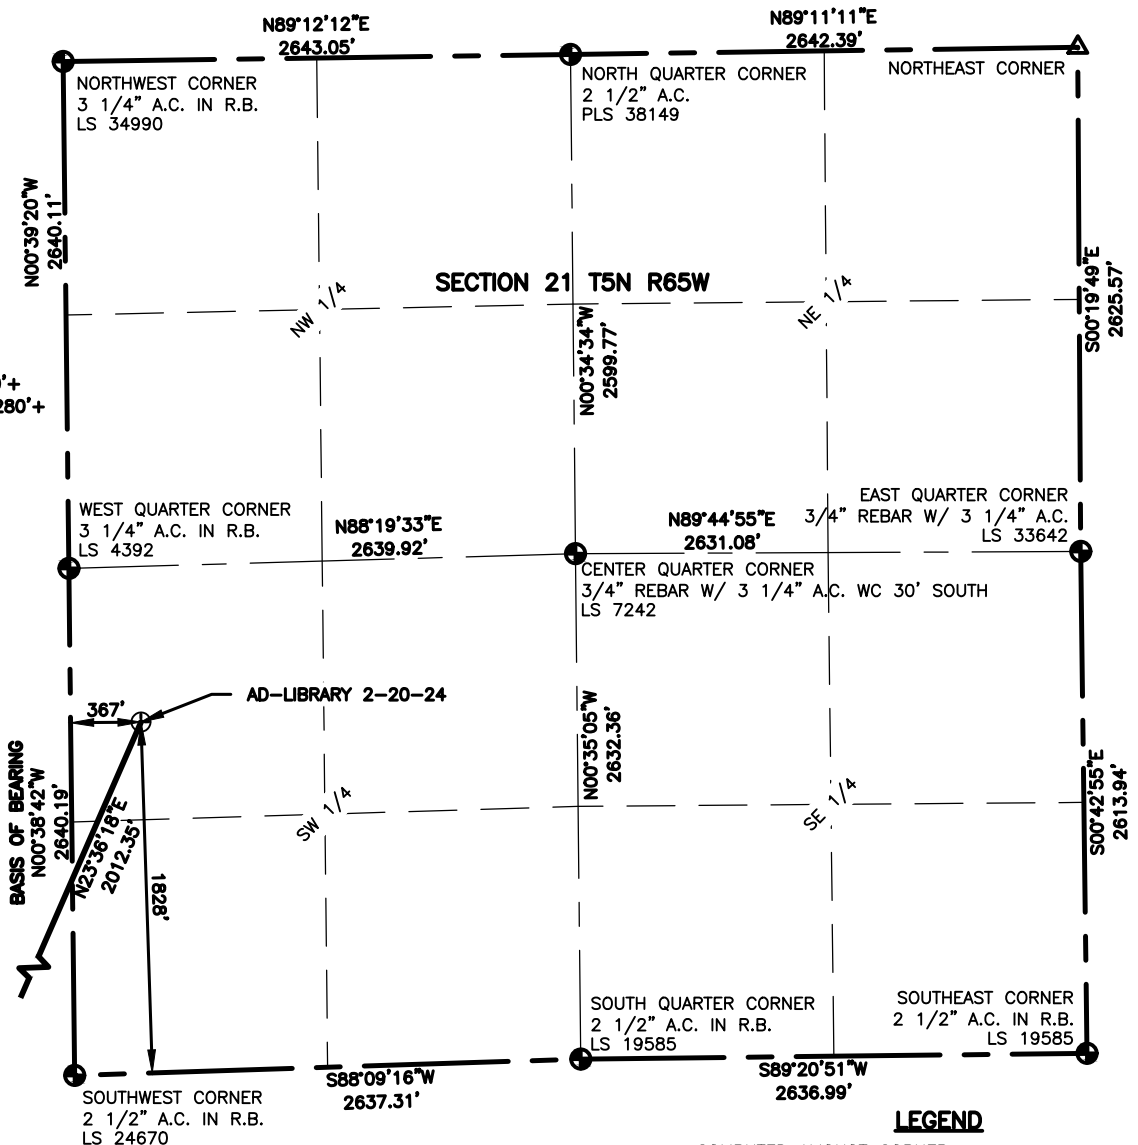 N89°12'12"E
2643.05'
N89°11'11"E
2642.39'
NORTHWEST CORNER
3 1/4" A.C. IN R.B.
LS 34990
NORTH QUARTER CORNER
2 1/2" A.C.
PLS 38149
NORTHEAST CORNER
N00°39'20"W
2640.11'
SECTION 21 T5N R65W
NW 1/4
NE 1/4
N00°34'34"W
2599.77'
S00°19'49"E
2625.57'
'+
280'+
WEST QUARTER CORNER
3 1/4" A.C. IN R.B.
LS 4392
N88°19'33"E
2639.92'
N89°44'55"E
2631.08'
EAST QUARTER CORNER
3/4" REBAR W/ 3 1/4" A.C.
LS 33642
CENTER QUARTER CORNER
3/4" REBAR W/ 3 1/4" A.C. WC 30' SOUTH
LS 7242
AD-LIBRARY 2-20-24
367'
BASIS OF BEARING
N00°38'42"W
2640.19'
N23°36'18"E
2012.35'
1828'
SW 1/4
N00°35'05"W
2632.36'
SE 1/4
S00°42'55"E
2613.94'
SOUTH QUARTER CORNER
2 1/2" A.C. IN R.B.
LS 19585
SOUTHEAST CORNER
2 1/2" A.C. IN R.B.
LS 19585
S88°09'16"W
2637.31'
S89°20'51"W
2636.99'
SOUTHWEST CORNER
2 1/2" A.C. IN R.B.
LS 24670
LEGEND